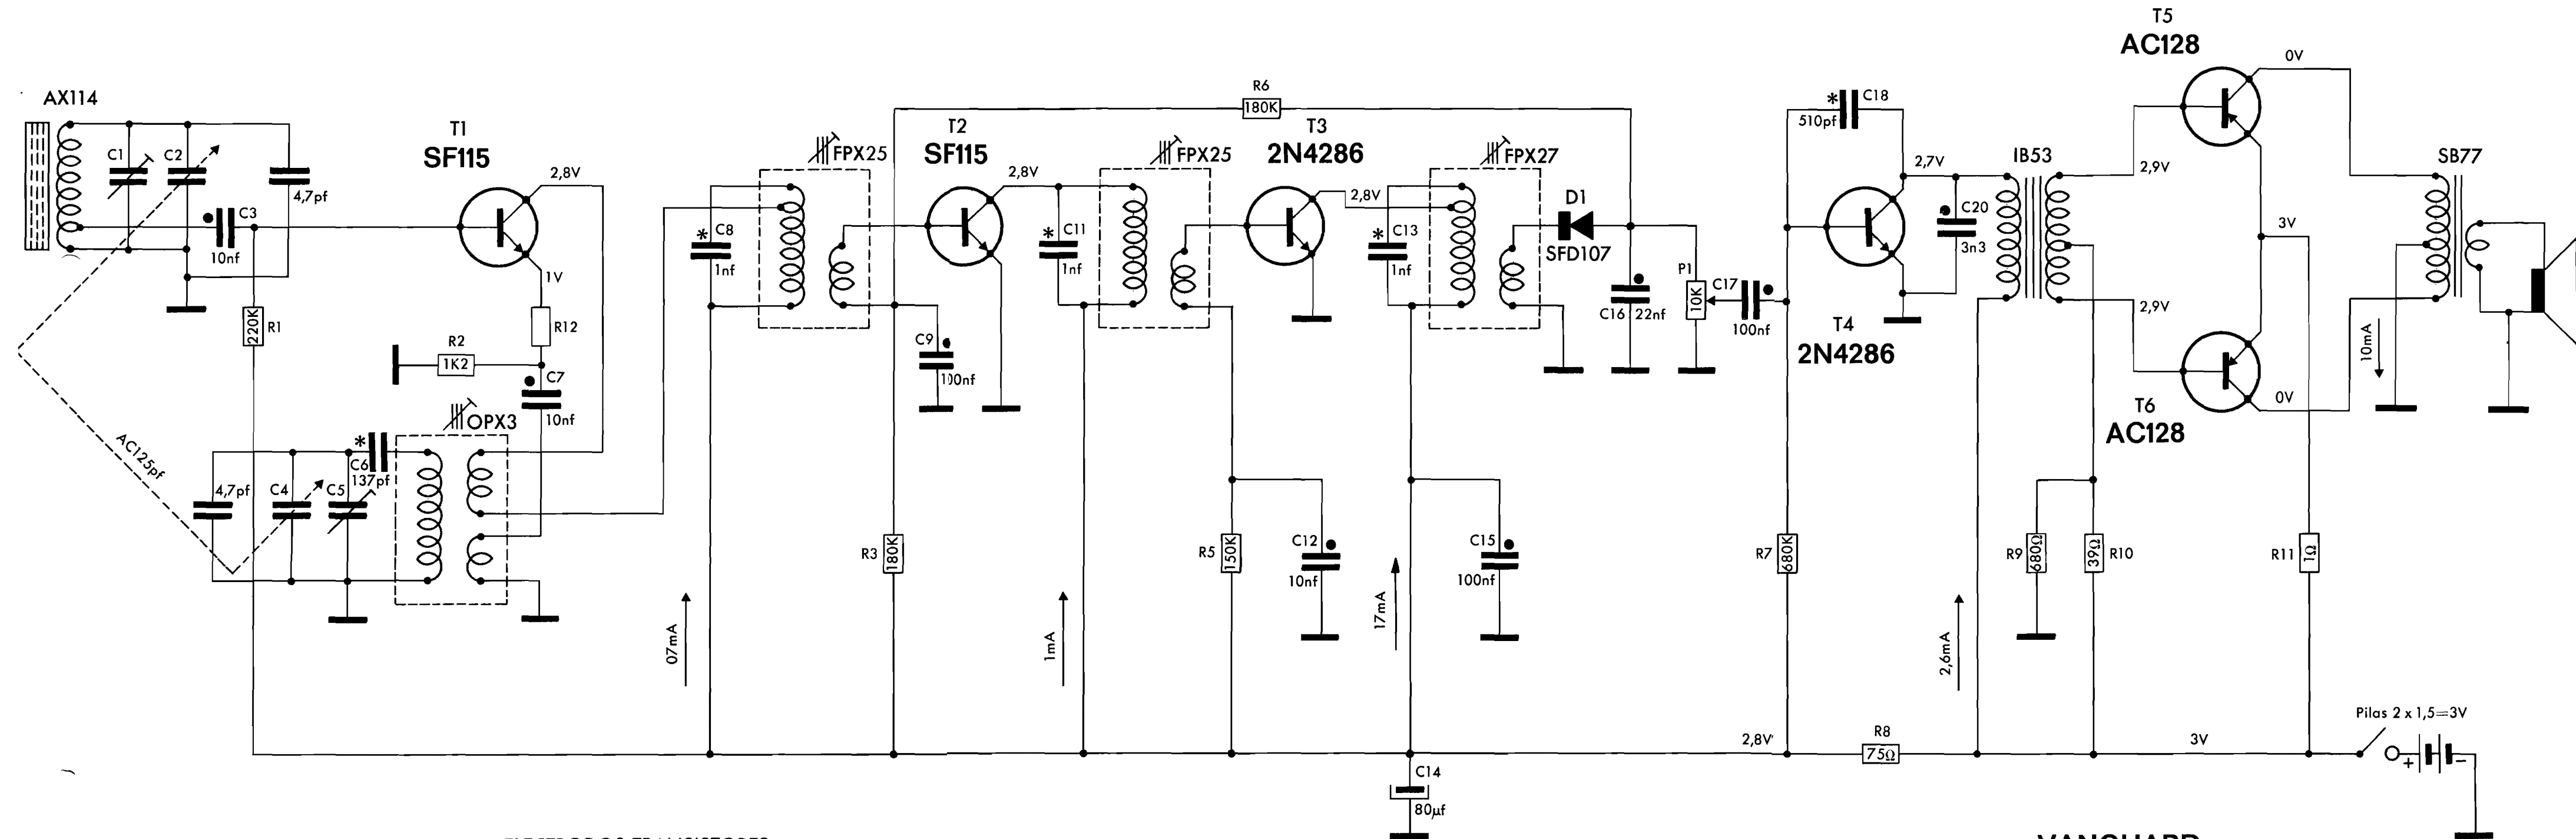 T5
AC128
0V
AX114
R6
180K
*
C18
510pf
T1
SF115
T2
SF115
T3
2N4286
FPX25
FPX25
FPX27
C1
C2
4,7pf
2,8V
2,8V
2,8V
2,7V
IB53
2,9V
SB77
C3
10nf
D1
SFD107
C20
3n3
*
C8
1nf
*
C11
1nf
*
C13
1nf
3V
1V
P1
10K
C17
100nf
C16
22nf
R1
220K
R12
R2
1K2
C9
100nf
T4
2N4286
2,9V
10mA
C7
10nf
0V
T6
AC128
OPX3
AC125pf
*
C6
137pf
4,7pf
C4
C5
R3
180K
R5
150K
C12
10nf
C15
100nf
R7
680K
R9
680Ω
39Ω
R10
R11
1Ω
07mA
1mA
17mA
2,6mA
Pilas 2 x 1,5=3V
2,8V
R8
75Ω
3V
+
-
C14
80µf
ELECTRODOS TRANSISTORES
VANGUARD